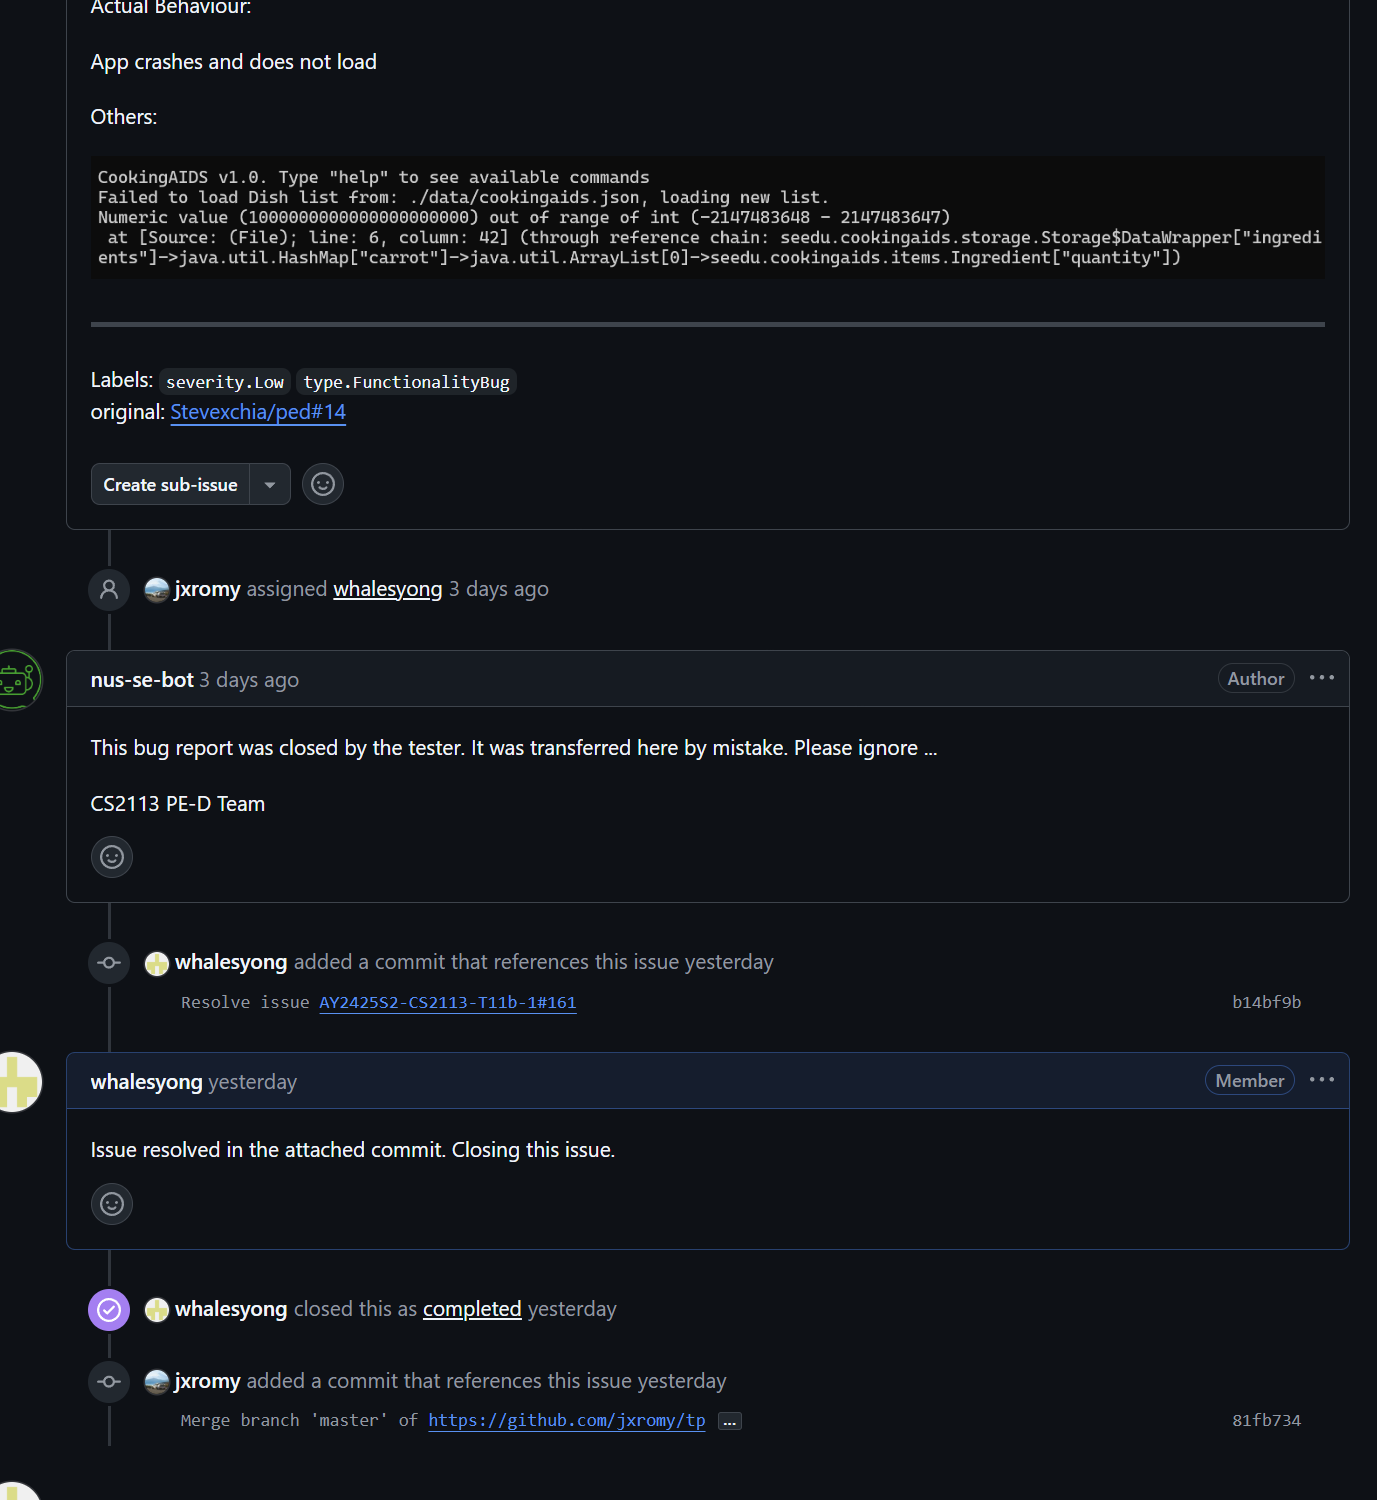 Actual Behaviour:
App crashes and does not load
Others:
CookingAIDS v1.0. Type "help" to see available commands
Failed to load Dish list from: ./data/cookingaids.json, loading new list.
Numeric value (10000000000000000000000) out of range of int (-2147483648 - 2147483647)
 at [Source: (File); line: 6, column: 42] (through reference chain: seedu.cookingaids.storage.Storage$DataWrapper["ingredi
ents"]->java.util.HashMap["carrot"]->java.util.ArrayList[0]->seedu.cookingaids.items.Ingredient["quantity"])
Labels: severity.Low type.FunctionalityBug
original: Stevexchia/ped#14
Create sub-issue
jxromy assigned whalesyong 3 days ago
nus-se-bot 3 days ago Author
This bug report was closed by the tester. It was transferred here by mistake. Please ignore ...
CS2113 PE-D Team
whalesyong added a commit that references this issue yesterday
Resolve issue AY2425S2-CS2113-T11b-1#161 b14bf9b
whalesyong yesterday Member
Issue resolved in the attached commit. Closing this issue.
whalesyong closed this as completed yesterday
jxromy added a commit that references this issue yesterday
Merge branch 'master' of https://github.com/jxromy/tp ... 81fb734